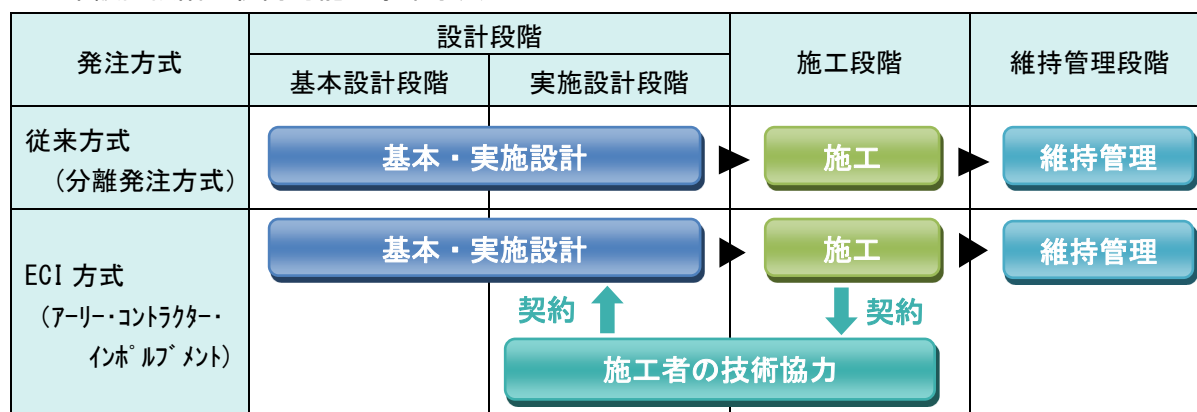 発注方式
設計段階
施工段階
維持管理段階
基本設計段階
実施設計段階
従来方式
(分離発注方式)
基本・実施設計
施工
維持管理
ECI 方式
(アーリー・コントラクター・
インボルブメント)
基本・実施設計
施工
維持管理
契約
契約
施工者の技術協力